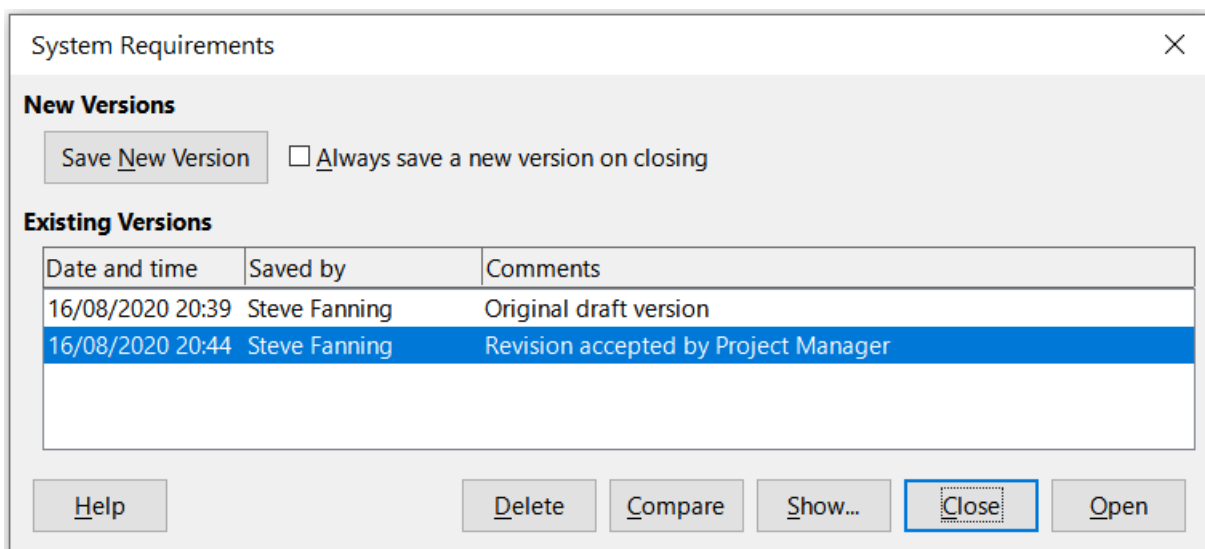 System Requirements
New Versions
Save New Version Always save a new version on closing
Existing Versions
Date and time Saved by Comments
16/08/2020 20:39 Steve Fanning Original draft version
16/08/2020 20:44 Steve Fanning Revision accepted by Project Manager
Help Delete Compare Show... Close Open